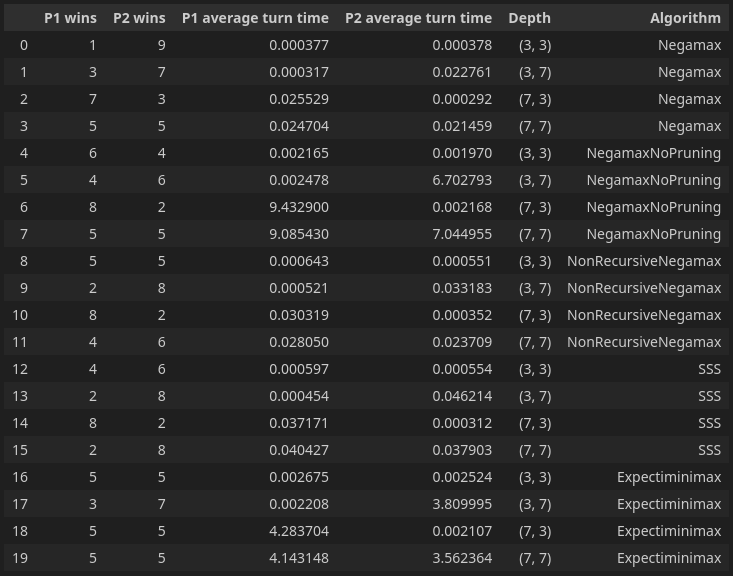 P1 wins P2 wins P1 average turn time P2 average turn time Depth Algorithm
0 1 9 0.000377 0.000378 (3, 3) Negamax
1 3 7 0.000317 0.022761 (3, 7) Negamax
2 7 3 0.025529 0.000292 (7, 3) Negamax
3 5 5 0.024704 0.021459 (7, 7) Negamax
4 6 4 0.002165 0.001970 (3, 3) NegamaxNoPruning
5 4 6 0.002478 6.702793 (3, 7) NegamaxNoPruning
6 8 2 9.432900 0.002168 (7, 3) NegamaxNoPruning
7 5 5 9.085430 7.044955 (7, 7) NegamaxNoPruning
8 5 5 0.000643 0.000551 (3, 3) NonRecursiveNegamax
9 2 8 0.000521 0.033183 (3, 7) NonRecursiveNegamax
10 8 2 0.030319 0.000352 (7, 3) NonRecursiveNegamax
11 4 6 0.028050 0.023709 (7, 7) NonRecursiveNegamax
12 4 6 0.000597 0.000554 (3, 3) SSS
13 2 8 0.000454 0.046214 (3, 7) SSS
14 8 2 0.037171 0.000312 (7, 3) SSS
15 2 8 0.040427 0.037903 (7, 7) SSS
16 5 5 0.002675 0.002524 (3, 3) Expectiminimax
17 3 7 0.002208 3.809995 (3, 7) Expectiminimax
18 5 5 4.283704 0.002107 (7, 3) Expectiminimax
19 5 5 4.143148 3.562364 (7, 7) Expectiminimax